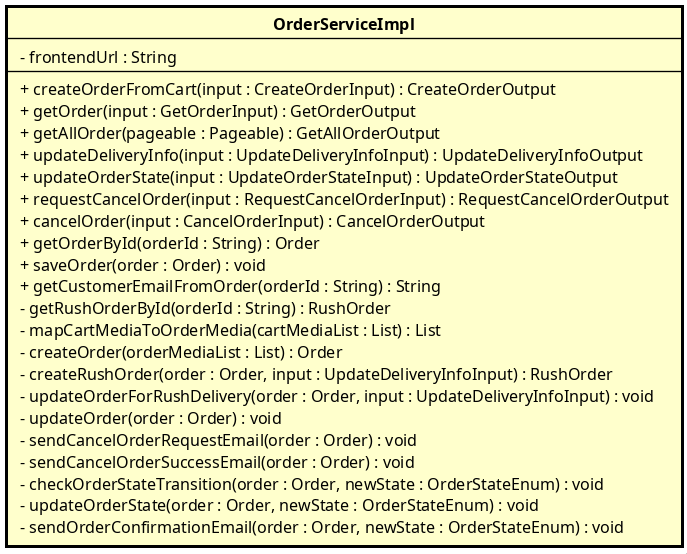 OrderServiceImpl
- frontendUrl : String
+ createOrderFromCart(input : CreateOrderInput) : CreateOrderOutput
+ getOrder(input : GetOrderInput) : GetOrderOutput
+ getAllOrder(pageable : Pageable) : GetAllOrderOutput
+ updateDeliveryInfo(input : UpdateDeliveryInfoInput) : UpdateDeliveryInfoOutput
+ updateOrderState(input : UpdateOrderStateInput) : UpdateOrderStateOutput
+ requestCancelOrder(input : RequestCancelOrderInput) : RequestCancelOrderOutput
+ cancelOrder(input : CancelOrderInput) : CancelOrderOutput
+ getOrderById(orderId : String) : Order
+ saveOrder(order : Order) : void
+ getCustomerEmailFromOrder(orderId : String) : String
- getRushOrderById(orderId : String) : RushOrder
- mapCartMediaToOrderMedia(cartMediaList : List) : List
- createOrder(orderMediaList : List) : Order
- createRushOrder(order : Order, input : UpdateDeliveryInfoInput) : RushOrder
- updateOrderForRushDelivery(order : Order, input : UpdateDeliveryInfoInput) : void
- updateOrder(order : Order) : void
- sendCancelOrderRequestEmail(order : Order) : void
- sendCancelOrderSuccessEmail(order : Order) : void
- checkOrderStateTransition(order : Order, newState : OrderStateEnum) : void
- updateOrderState(order : Order, newState : OrderStateEnum) : void
- sendOrderConfirmationEmail(order : Order, newState : OrderStateEnum) : void